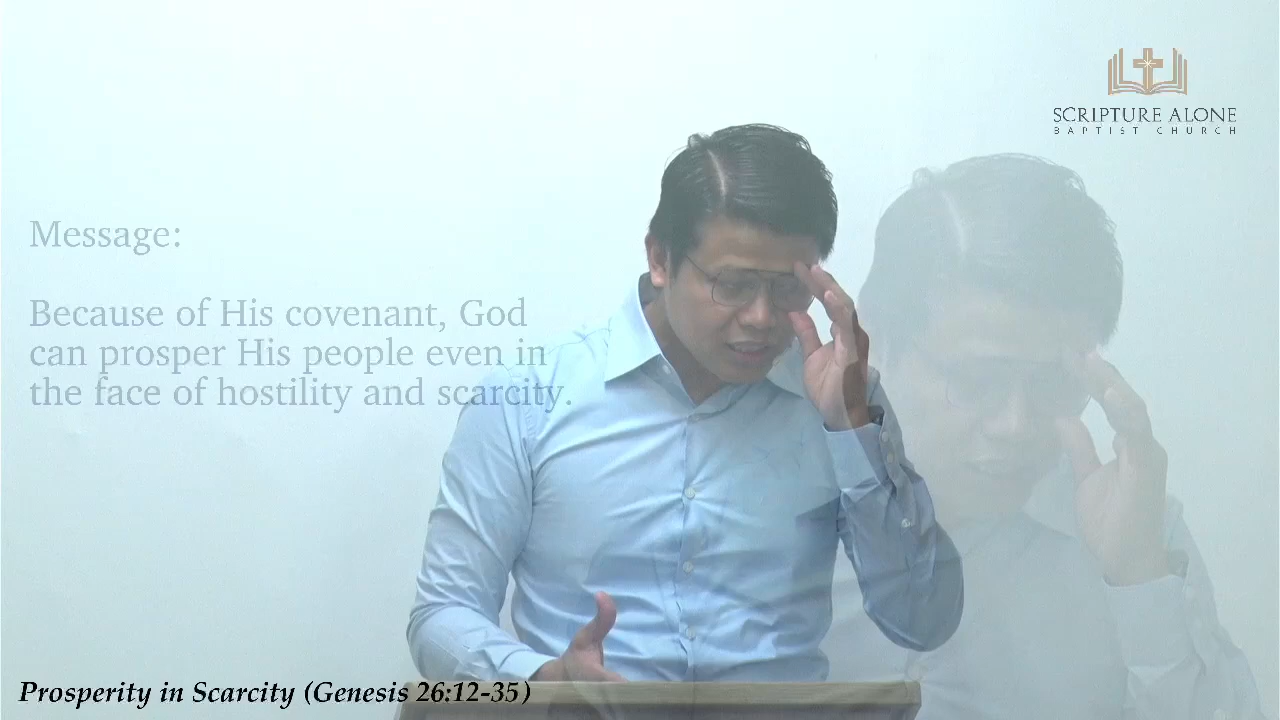 SCRIPTURE ALONE
BAPTIST CHURCH
Message:
Because of His covenant, God
can prosper His people even in
the face of hostility and scarcity.
Prosperity in Scarcity (Genesis 26:12-35)